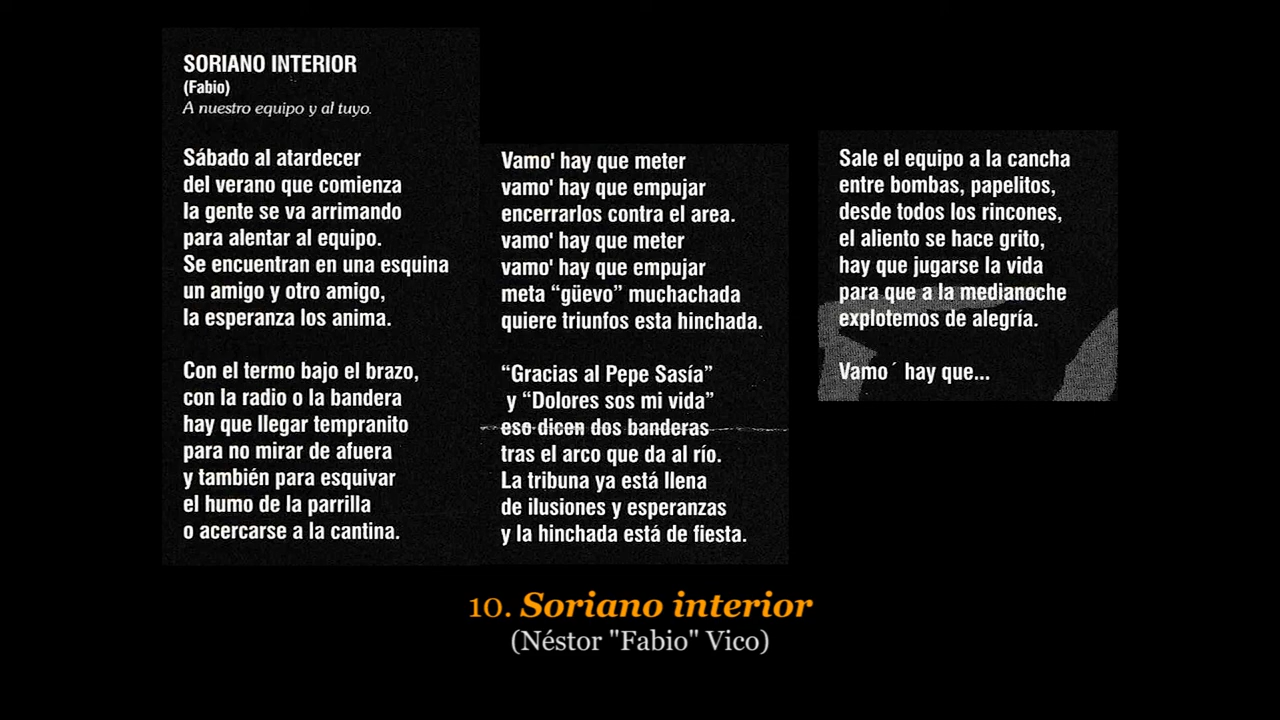 SORIANO INTERIOR
(Fabio)
A nuestro equipo y al tuyo.
Sábado al atardecer
del verano que comienza
la gente se va arrimando
para alentar al equipo.
Se encuentran en una esquina
un amigo y otro amigo,
la esperanza los anima.
Con el termo bajo el brazo,
con la radio o la bandera
hay que llegar tempranito
para no mirar de afuera
y también para esquivar
el humo de la parrilla
o acercarse a la cantina.
Vamo' hay que meter
vamo' hay que empujar
encerrarlos contra el area.
vamo' hay que meter
vamo' hay que empujar
meta “güevo” muchachada
quiere triunfos esta hinchada.
“Gracias al Pepe Sasía”
y “Dolores sos mi vida”
eso dicen dos banderas
tras el arco que da al río.
La tribuna ya está llena
de ilusiones y esperanzas
y la hinchada está de fiesta.
Sale el equipo a la cancha
entre bombas, papelitos,
desde todos los rincones,
el aliento se hace grito,
hay que jugarse la vida
para que a la medianoche
explotemos de alegría.
Vamo´ hay que...
10. Soriano interior
(Néstor "Fabio" Vico)